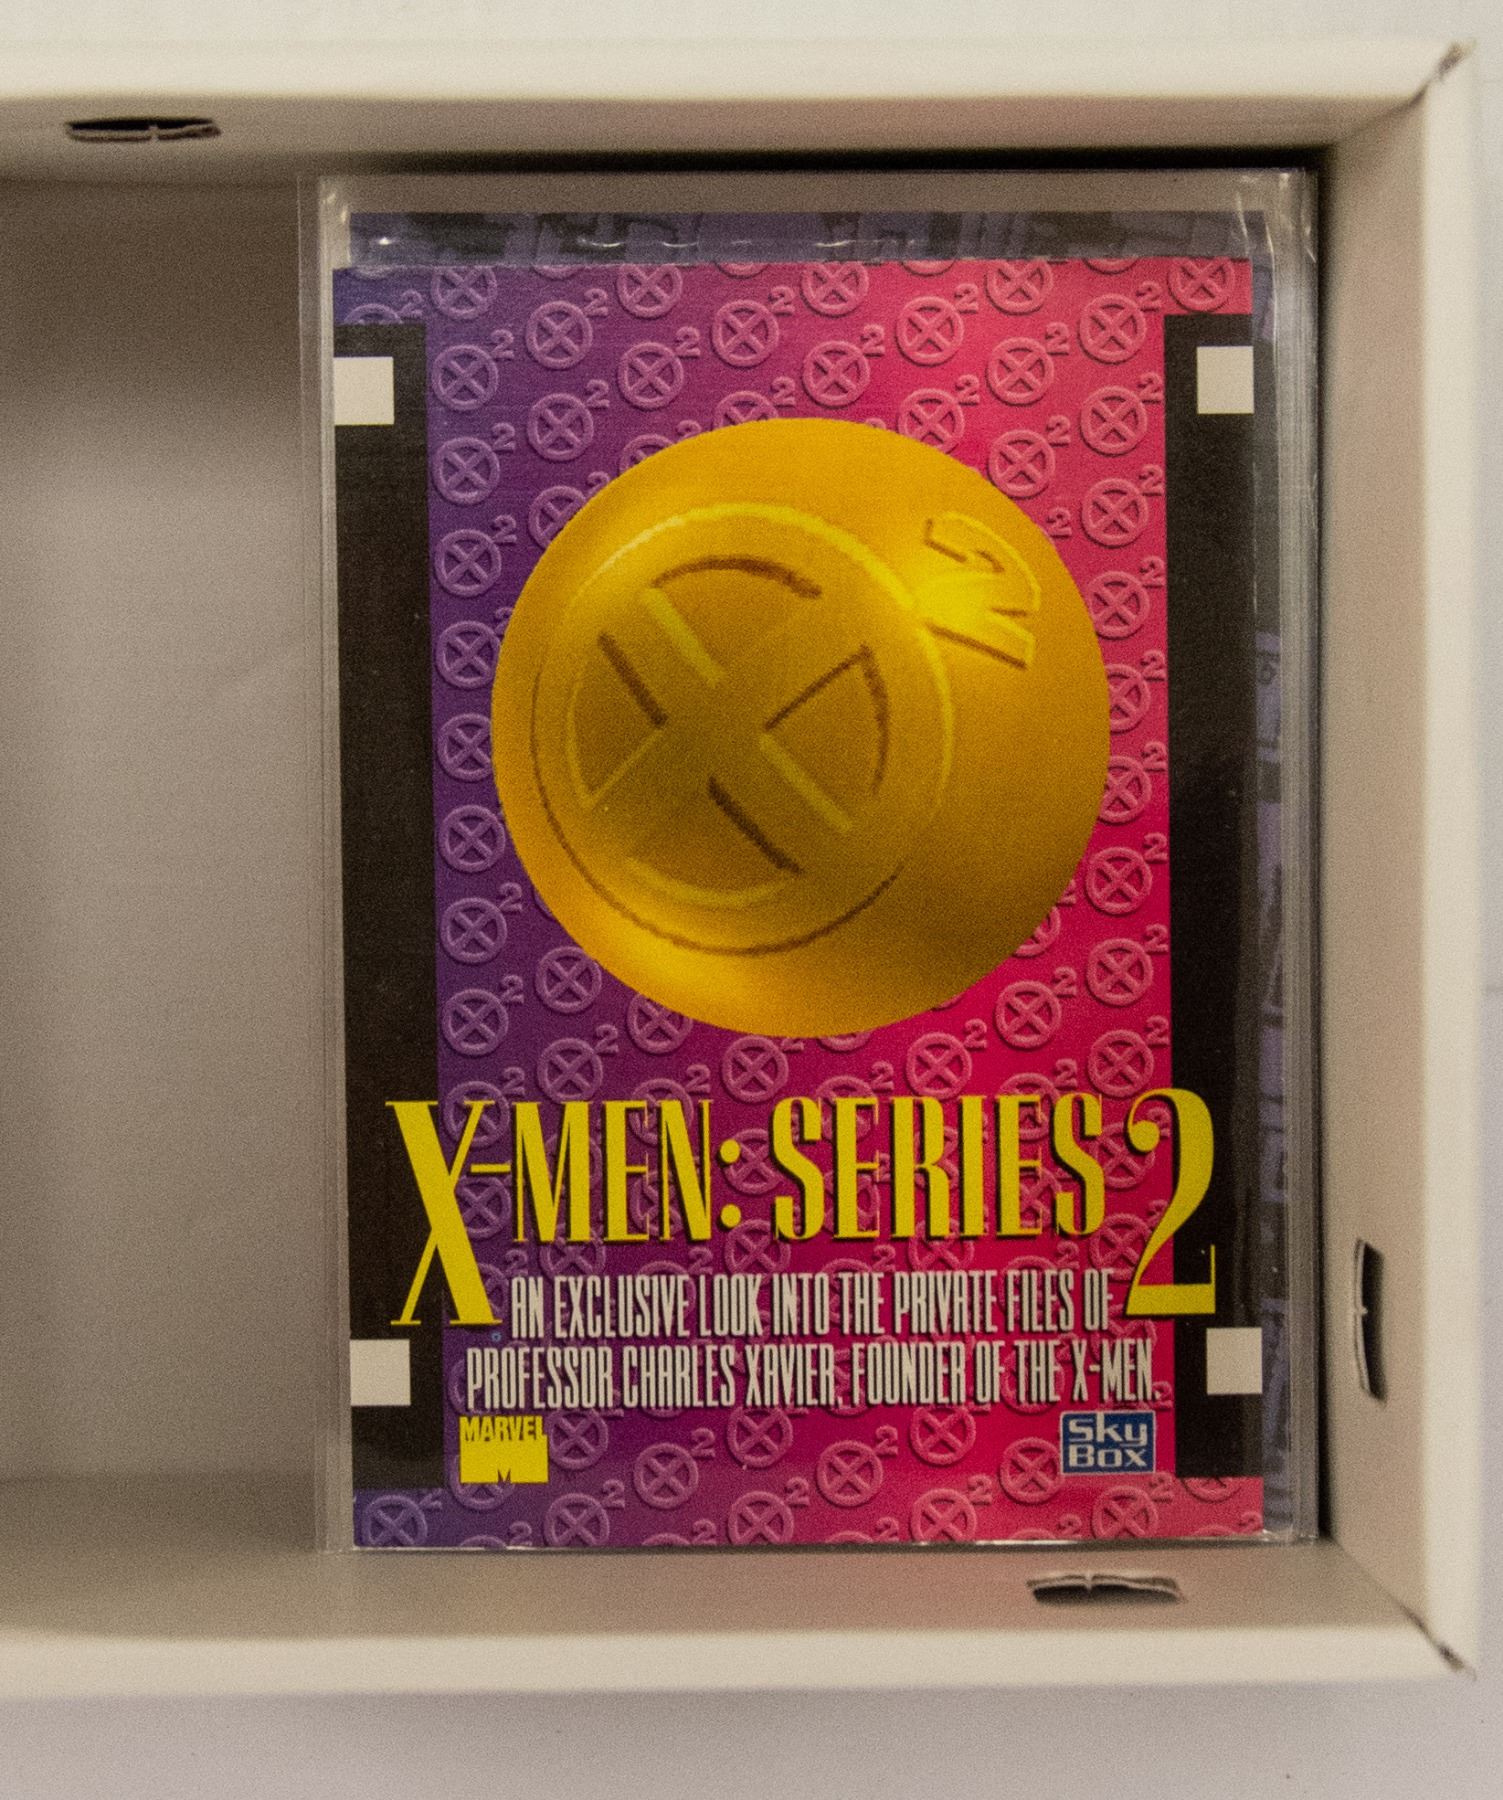 X-MEN: SERIES 2
AN EXCLUSIVE LOOK INTO THE PRIVATE FILES OF
PROFESSOR CHARLES XAVIER, FOUNDER OF THE X-MEN.
MARVEL
M
SKY
BOX